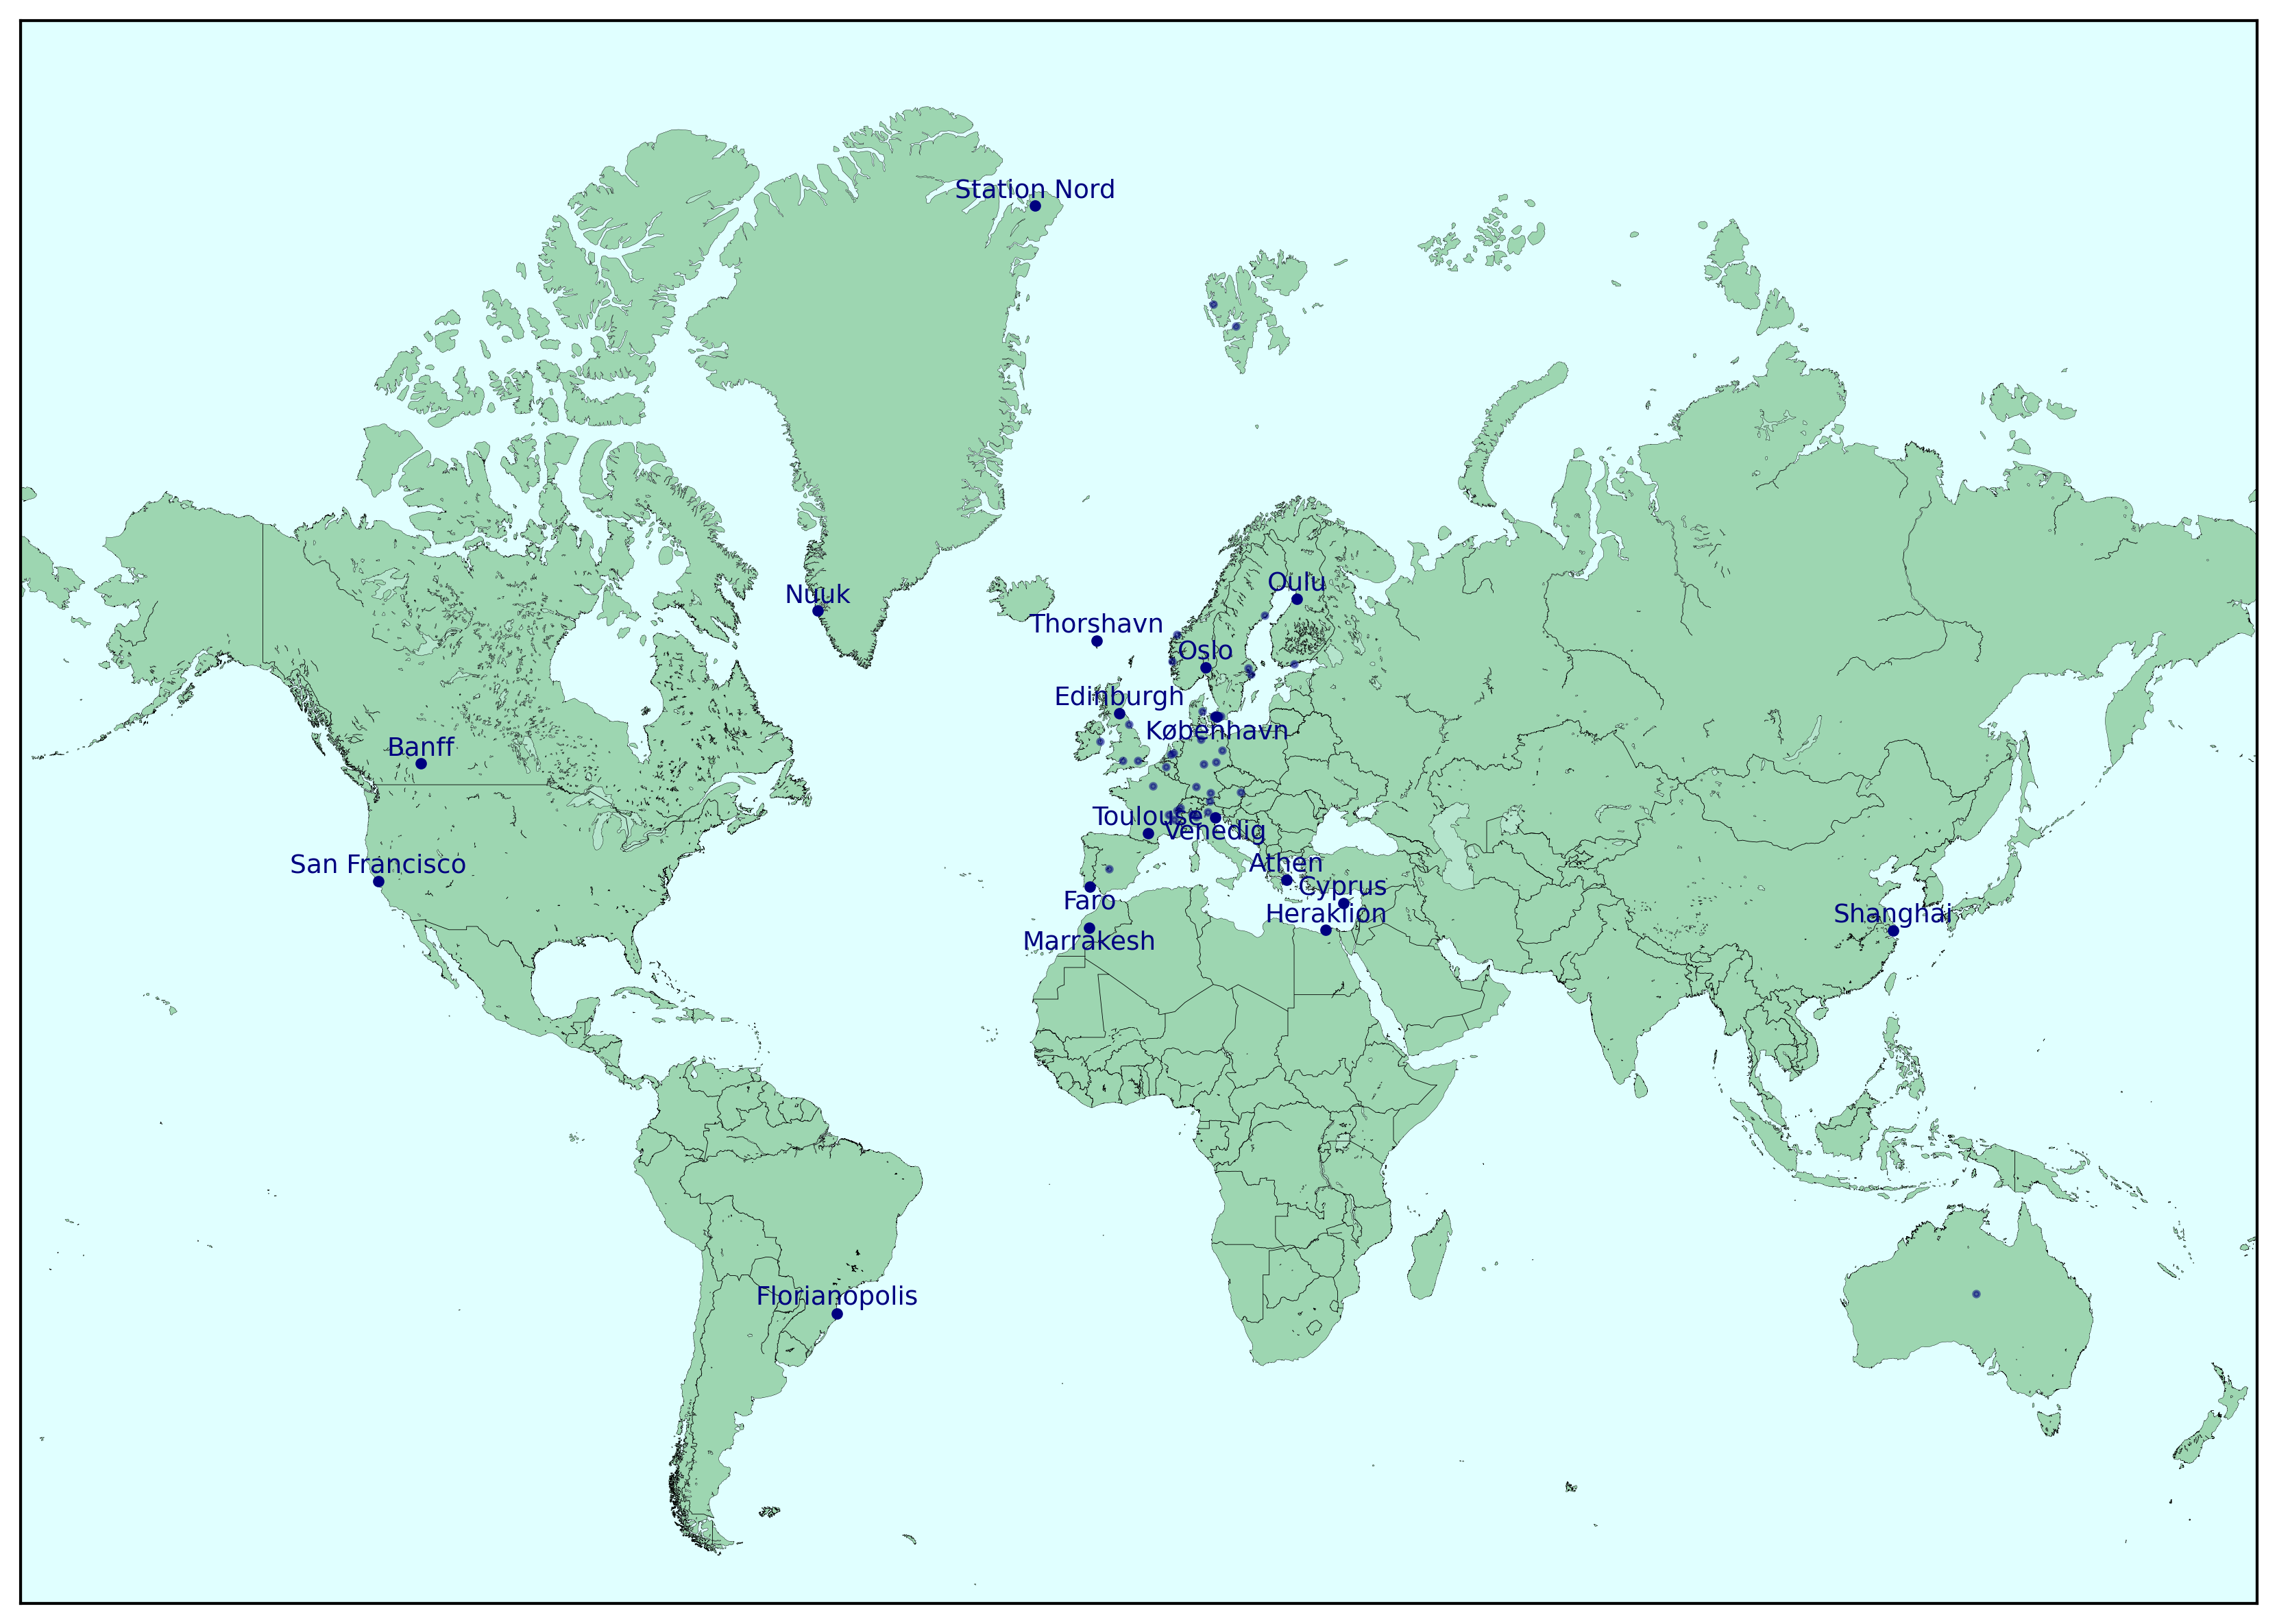 Station Nord
Oulu
Nuuk
Thorshavn
Oslo
Edinburgh
København
Banff
Toulouse
Venedig
San Francisco
Athen
Cyprus
Faro
Heraklion
Shanghai
Marrakesh
Florianopolis